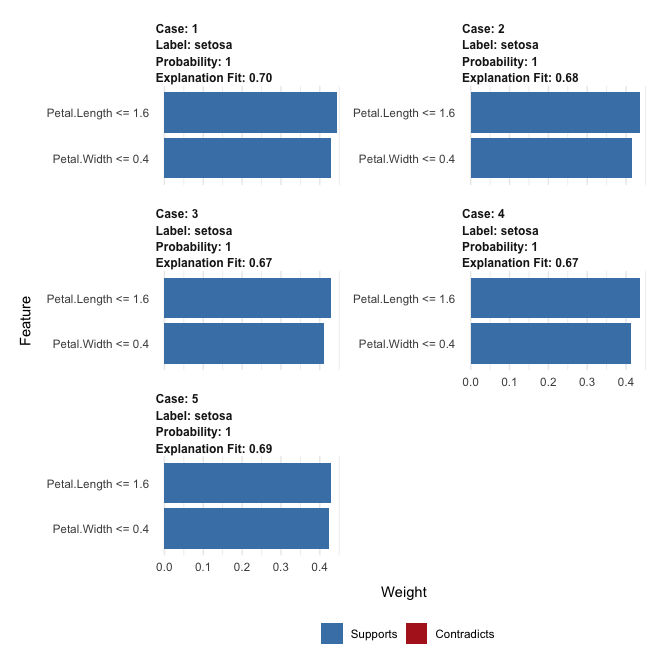 Case: 1
Label: setosa
Probability: 1
Explanation Fit: 0.70
Petal.Length <= 1.6
Petal.Width <= 0.4
Case: 2
Label: setosa
Probability: 1
Explanation Fit: 0.68
Petal.Length <= 1.6
Petal.Width <= 0.4
Case: 3
Label: setosa
Probability: 1
Explanation Fit: 0.67
Petal.Length <= 1.6
Petal.Width <= 0.4
Case: 4
Label: setosa
Probability: 1
Explanation Fit: 0.67
Petal.Length <= 1.6
Petal.Width <= 0.4
0.0 0.1 0.2 0.3 0.4
Feature
Case: 5
Label: setosa
Probability: 1
Explanation Fit: 0.69
Petal.Length <= 1.6
Petal.Width <= 0.4
0.0 0.1 0.2 0.3 0.4
Weight
Supports Contradicts